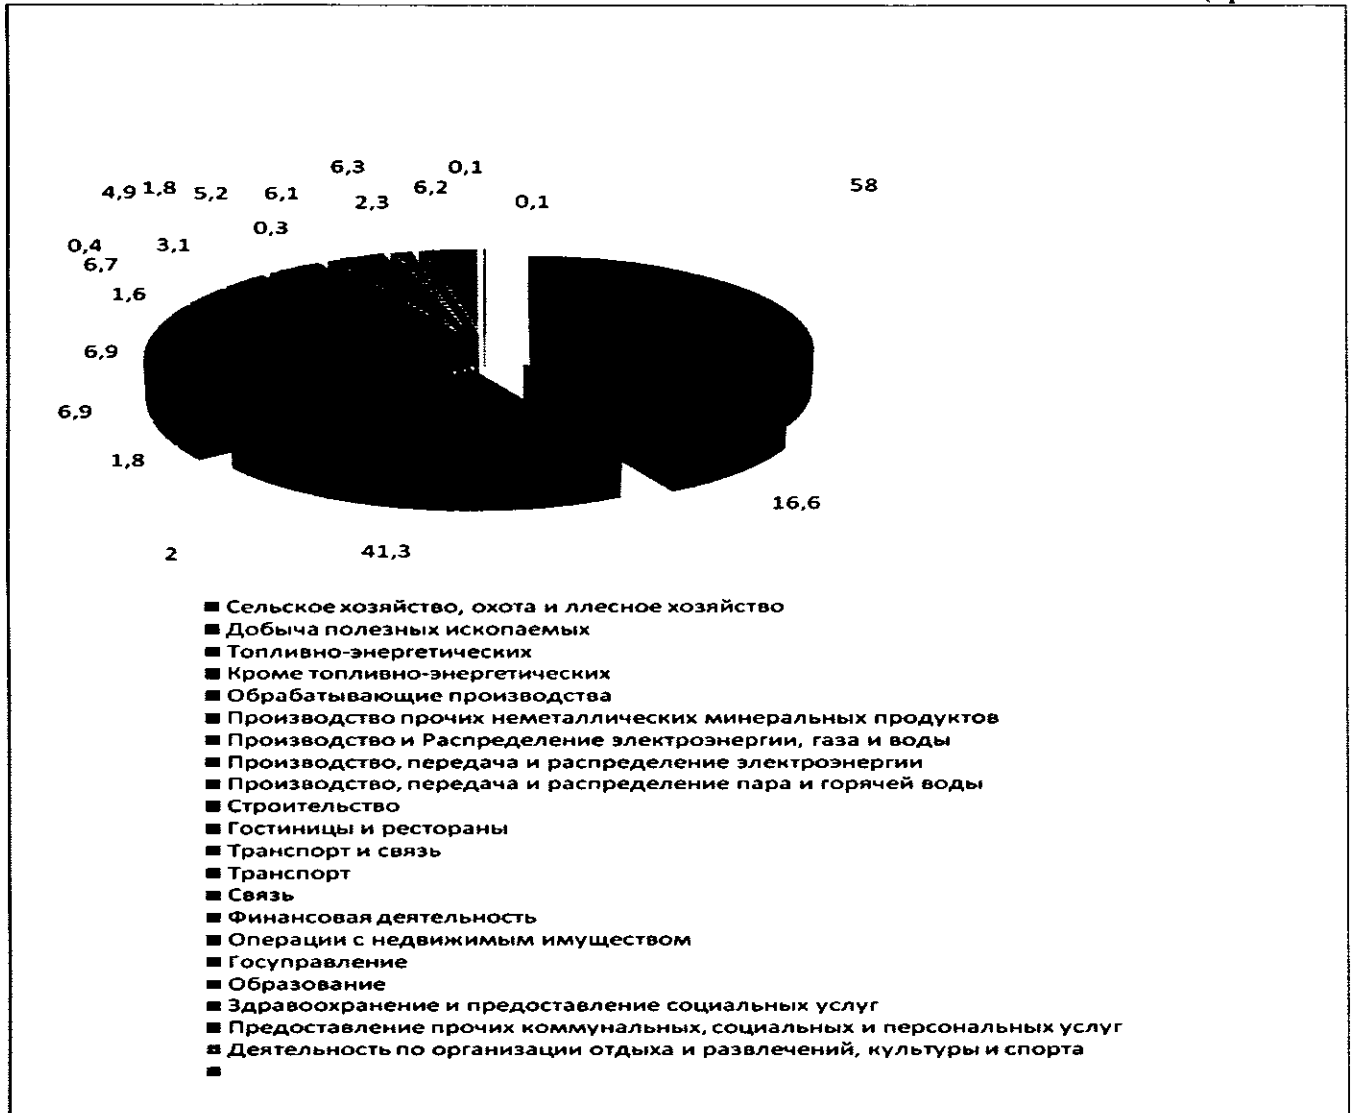 6,3 0,1
4,9 1,8 5,2 6,1 2,3 6,2 0,1 58
0,3
0,4 3,1
6,7
1,6
6,9
6,9
1,8
16,6
2 41,3
Сельское хозяйство, охота и ллесное хозяйство
Добыча полезных ископаемых
Топливно-энергетических
Кроме топливно-энергетических
Обрабатывающие производства
Производство прочих неметаллических минеральных продуктов
Производство и Распределение электроэнергии, газа и воды
Производство, передача и распределение электроэнергии
Производство, передача и распределение пара и горячей воды
Строительство
Гостиницы и рестораны
Транспорт и связь
Транспорт
Связь
Финансовая деятельность
Операции с недвижимым имуществом
Госуправление
Образование
Здравоохранение и предоставление социальных услуг
Предоставление прочих коммунальных, социальных и персональных услуг
Деятельность по организации отдыха и развлечений, культуры и спорта